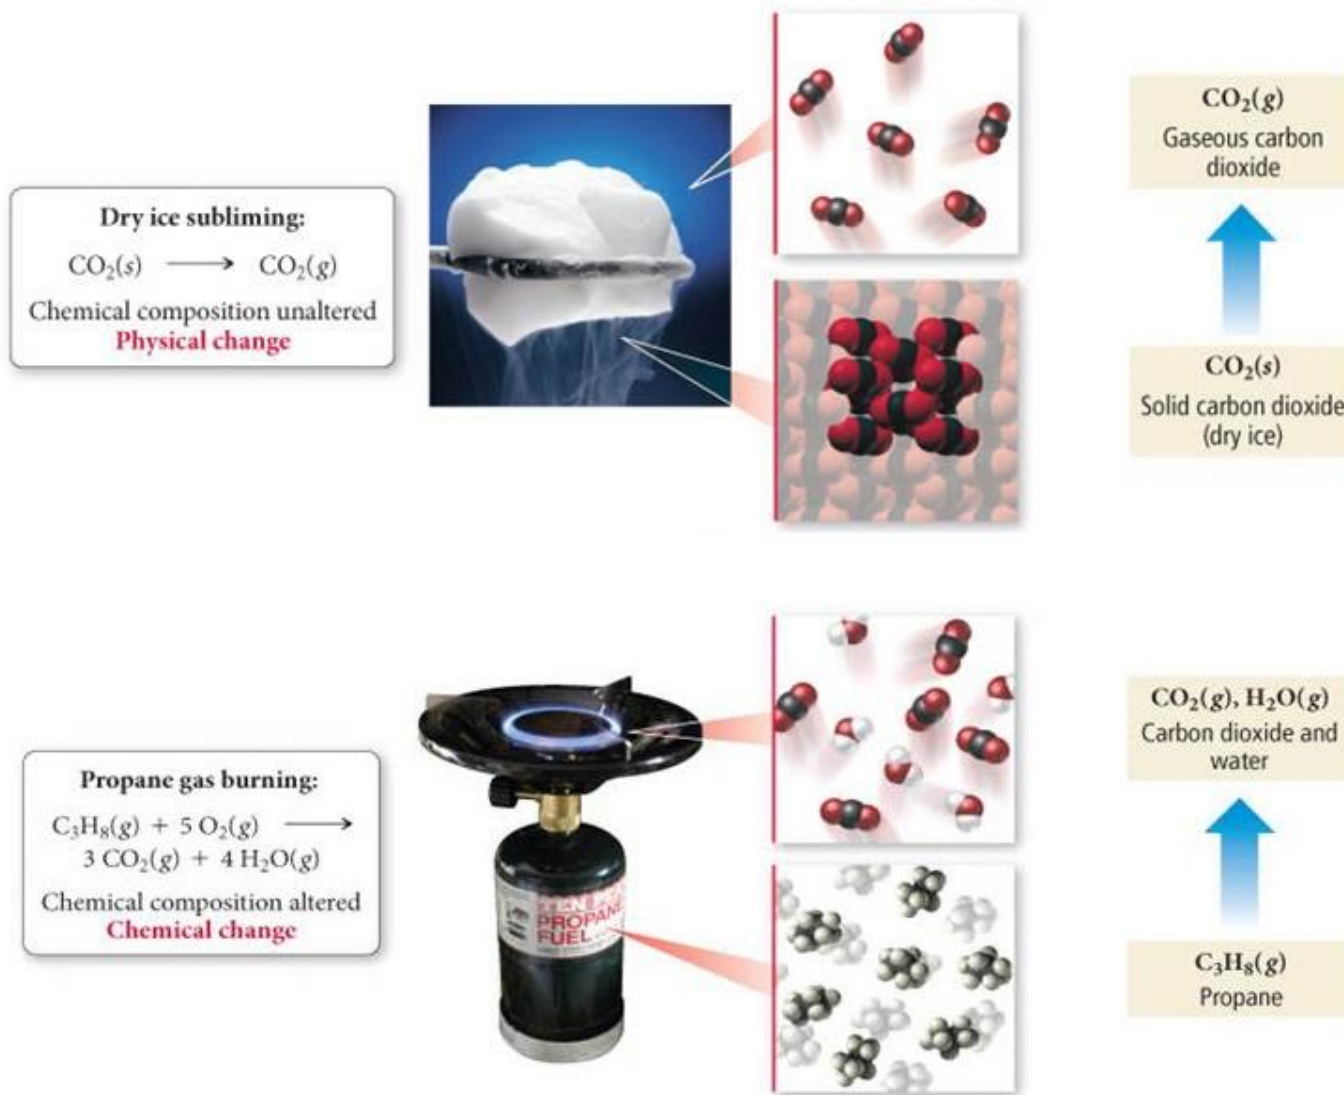 Dry ice subliming:
CO₂(s) ⟶ CO₂(g)
Chemical composition unaltered
Physical change
CO₂(g)
Gaseous carbon
dioxide
CO₂(s)
Solid carbon dioxide
(dry ice)
Propane gas burning:
C₃H₈(g) + 5 O₂(g) ⟶
3 CO₂(g) + 4 H₂O(g)
Chemical composition altered
Chemical change
PROPANE
FUEL
CO₂(g), H₂O(g)
Carbon dioxide and
water
C₃H₈(g)
Propane